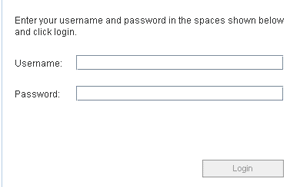 Enter your username and password in the spaces shown below
and click login.
Username:
Password:
Login